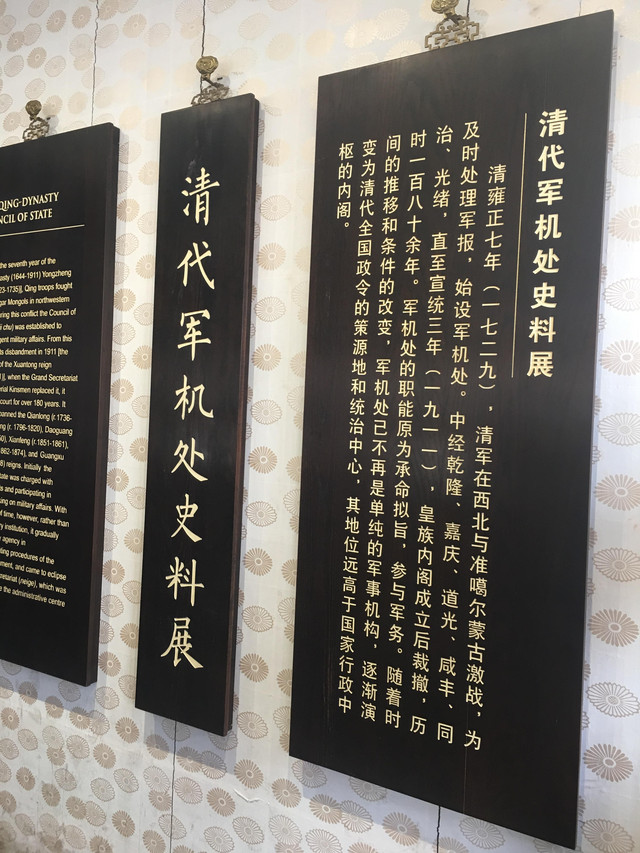 清代军机处史料展
清雍正七年（一七二九），清军在西北与准噶尔蒙古激战，为
及时处理军报，始设军机处。中经乾隆、嘉庆、道光、咸丰、同
治、光绪，直至宣统三年（一九一一），皇族内阁成立后裁撤，历
时一百八十余年。军机处的职能原为承命拟旨，参与军务。随着时
间的推移和条件的改变，军机处已不再是单纯的军事机构，逐渐演
变为清代全国政令的策源地和统治中心，其地位远高于国家行政中
枢的内阁。
清代军机处史料展
QING-DYNASTY
OF STATE
the seventh year of the
(1644-1911) Yongzheng
Qing troops fought
Mongols in northwestern
this conflict the Council of
chu) was established to
military affairs. From this
disbandment in 1911 [the
of the Xuantong reign
when the Grand Secretariat
Kinsmen replaced it, it
court for over 180 years. It
the Qianlong (r.1736-
(r. 1796-1820), Daoguang
Xianfeng (r.1851-1861),
1862-1874), and Guangxu
reigns. Initially the
was charged with
and participating in
on military affairs. With
of time, however, rather than
institution, it gradually
agency in
procedures of the
and came to eclipse
(neige), which was
the administrative centre